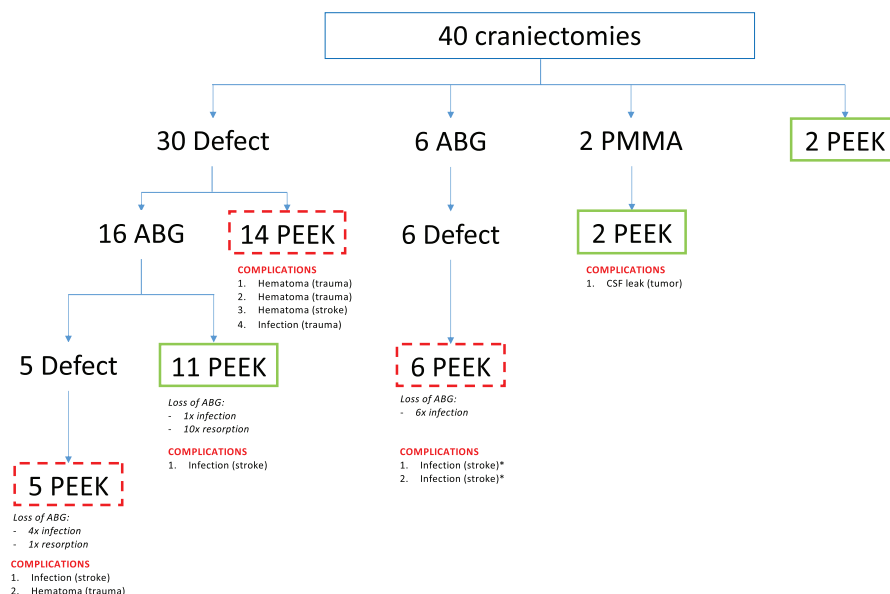 40 craniectomies
30 Defect
6 ABG
2 PMMA
2 PEEK
16 ABG
14 PEEK
6 Defect
2 PEEK
COMPLICATIONS
1. Hematoma (trauma)
2. Hematoma (trauma)
3. Hematoma (stroke)
4. Infection (trauma)
COMPLICATIONS
1. CSF leak (tumor)
5 Defect
11 PEEK
6 PEEK
Loss of ABG:
- 1x infection
- 10x resorption
COMPLICATIONS
1. Infection (stroke)
Loss of ABG:
- 6x infection
COMPLICATIONS
1. Infection (stroke)*
2. Infection (stroke)*
5 PEEK
Loss of ABG:
- 4x infection
- 1x resorption
COMPLICATIONS
1. Infection (stroke)
2. Hematoma (trauma)